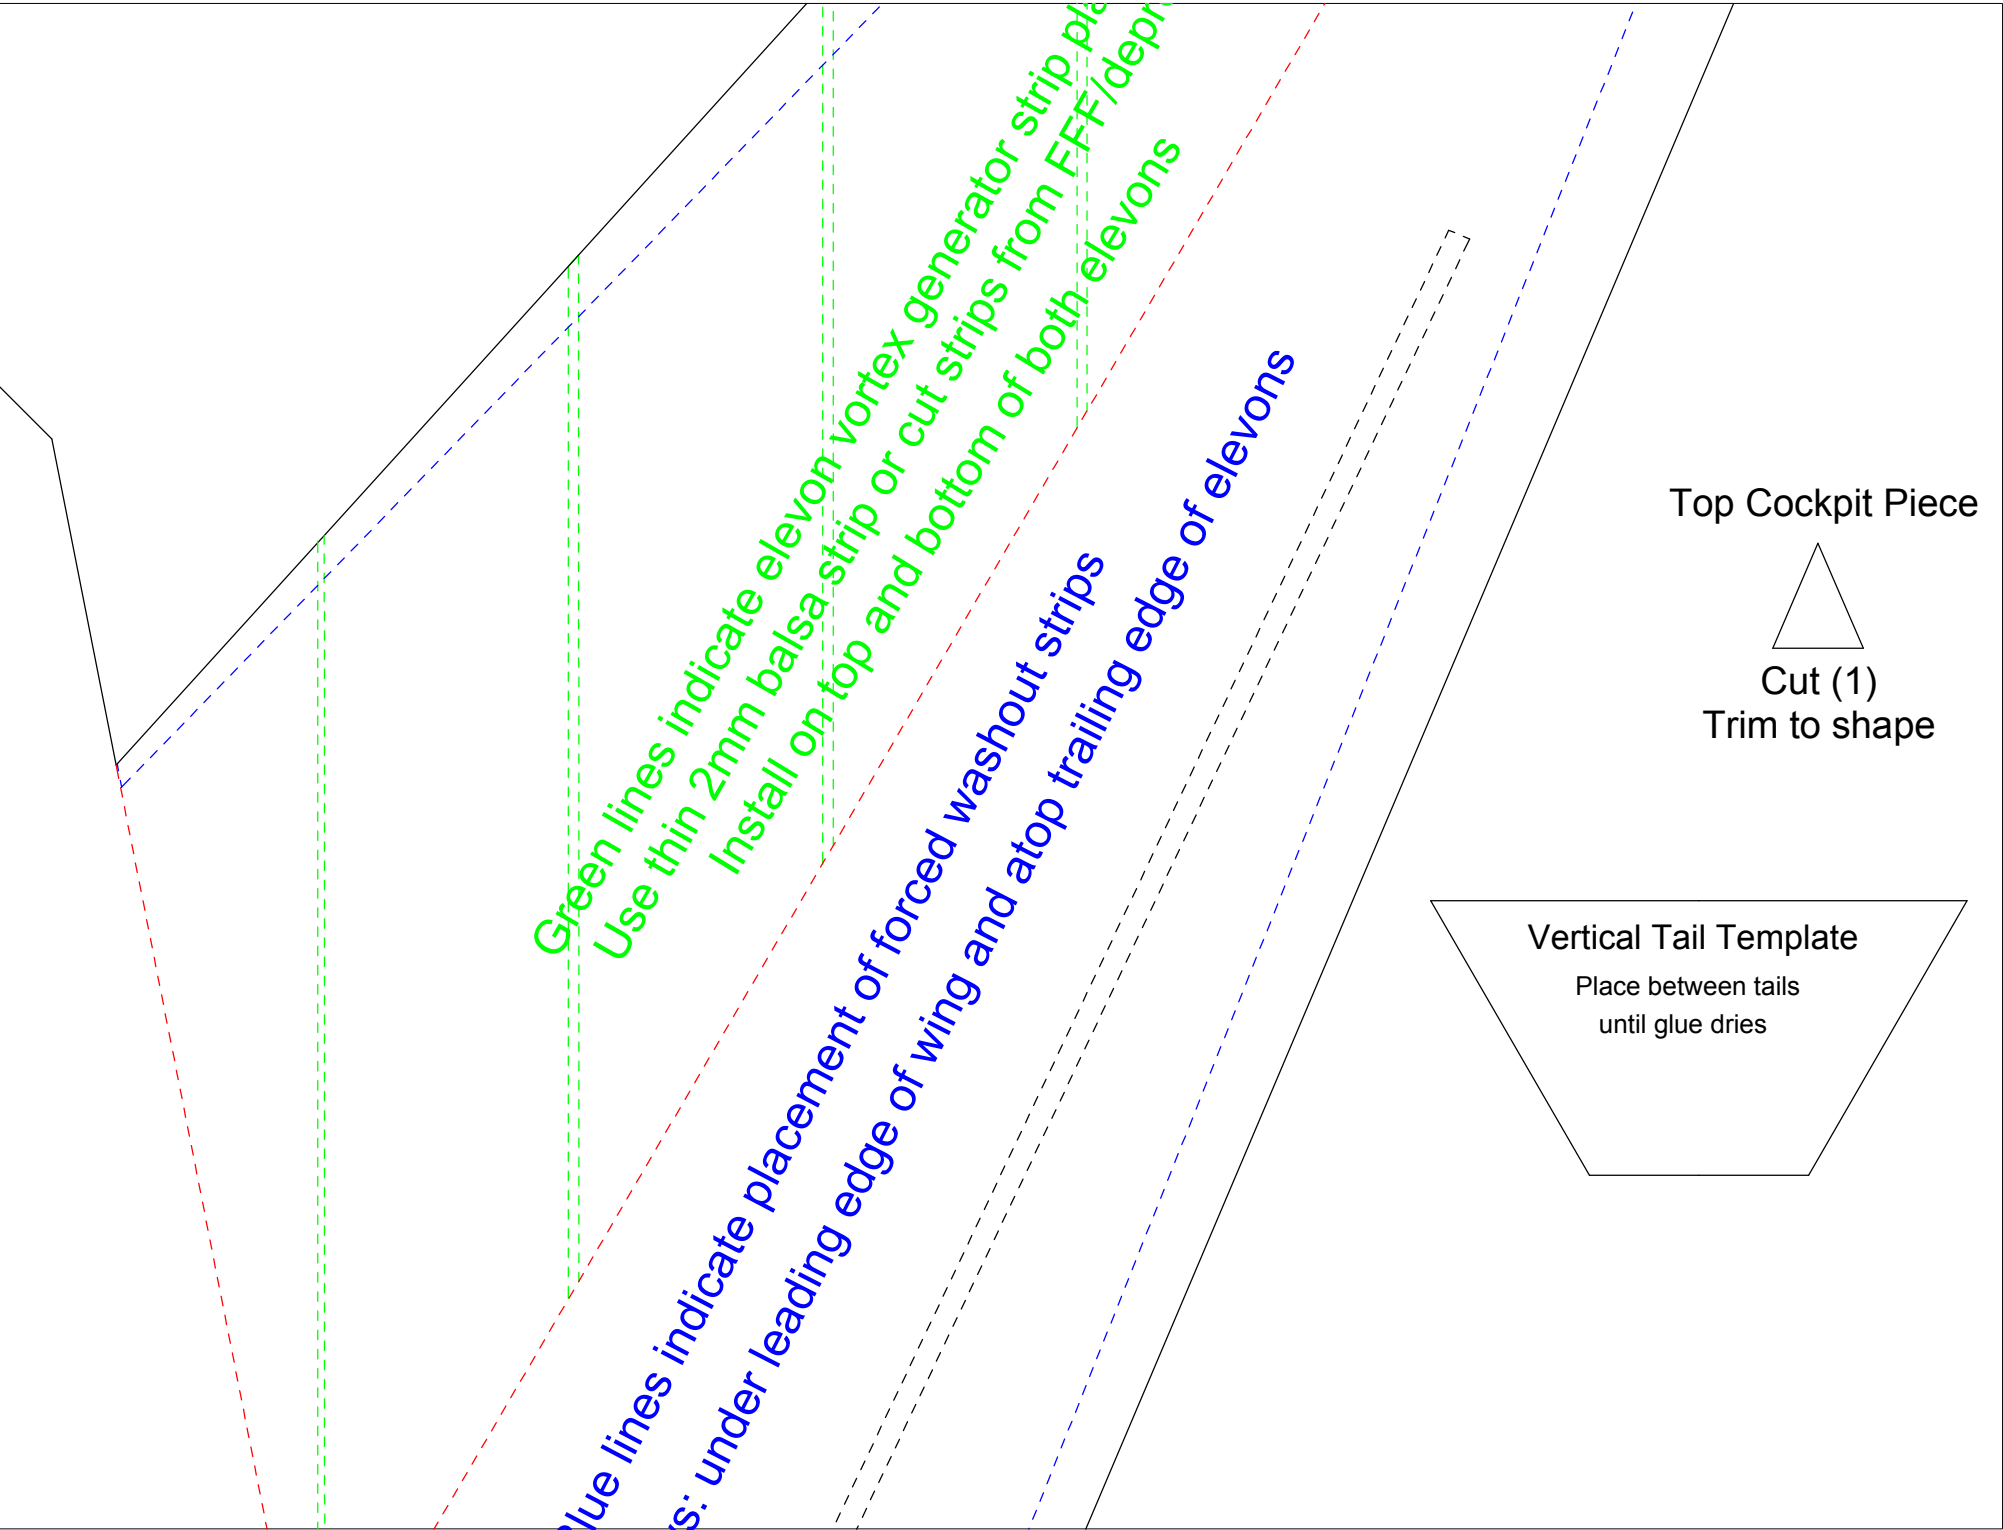 Green lines indicate elevon vortex generator strip
Use thin 2mm balsa strip or cut strips from FFF/
Install on top and bottom of both elevons
lines indicate placement of forced washout strips
under leading edge of wing and atop trailing edge of elevons
Top Cockpit Piece
Cut (1)
Trim to shape
Vertical Tail Template
Place between tails
until glue dries